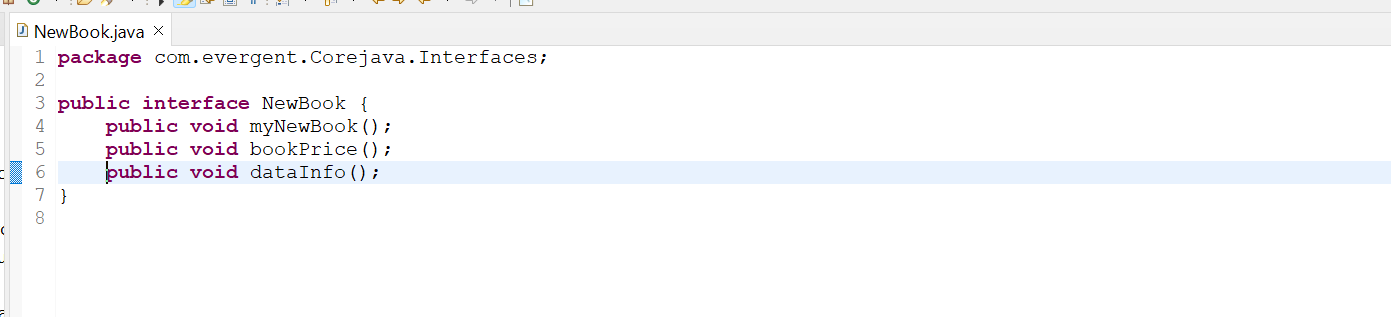 NewBook.java
1 package com.evergent.Corejava.Interfaces;
2
3 public interface NewBook {
4     public void myNewBook();
5     public void bookPrice();
6     public void dataInfo();
7 }
8